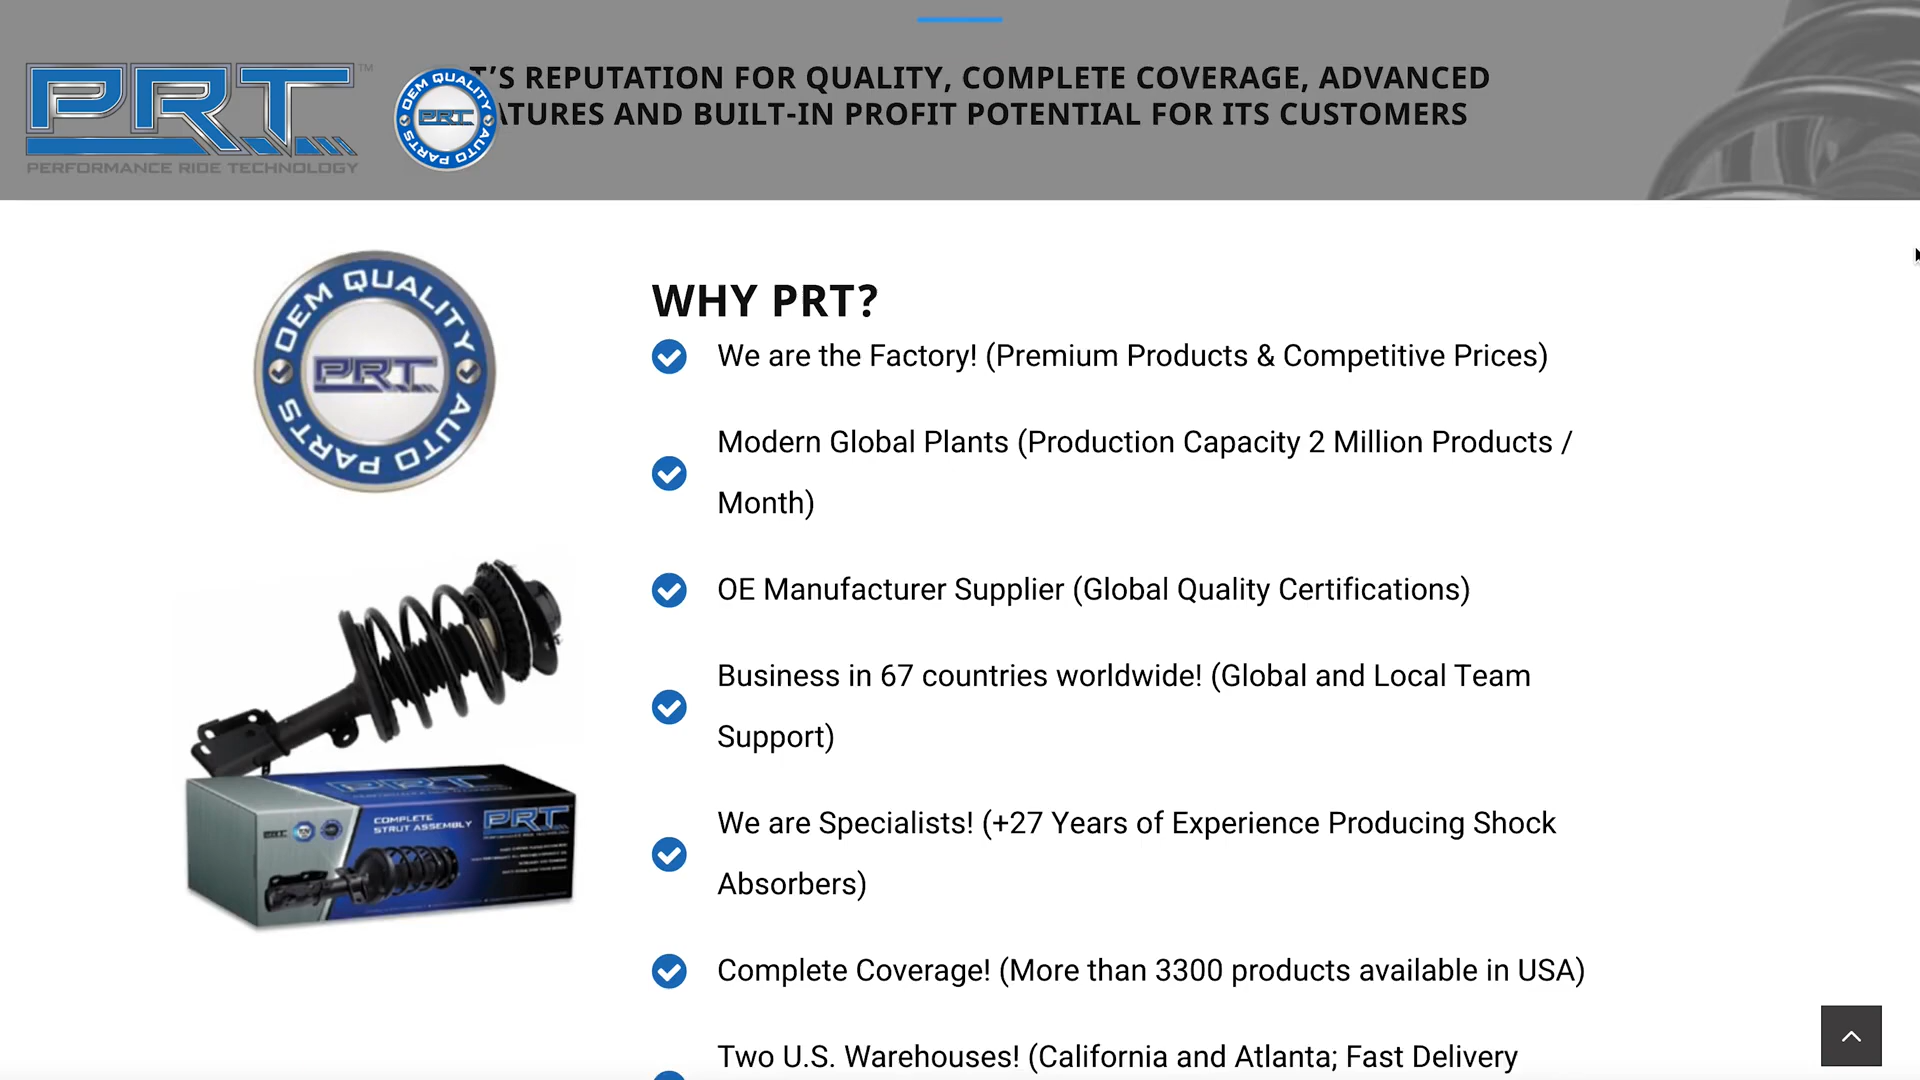 PRT™
PERFORMANCE RIDE TECHNOLOGY
OEM QUALITY
PRT
AUTO PARTS
T’S REPUTATION FOR QUALITY, COMPLETE COVERAGE, ADVANCED
ATURES AND BUILT-IN PROFIT POTENTIAL FOR ITS CUSTOMERS
OEM QUALITY
PRT
AUTO PARTS
WHY PRT?
We are the Factory! (Premium Products & Competitive Prices)
Modern Global Plants (Production Capacity 2 Million Products /
Month)
OE Manufacturer Supplier (Global Quality Certifications)
Business in 67 countries worldwide! (Global and Local Team
Support)
We are Specialists! (+27 Years of Experience Producing Shock
Absorbers)
Complete Coverage! (More than 3300 products available in USA)
Two U.S. Warehouses! (California and Atlanta; Fast Delivery
PRT
COMPLETE
STRUT ASSEMBLY
PRT